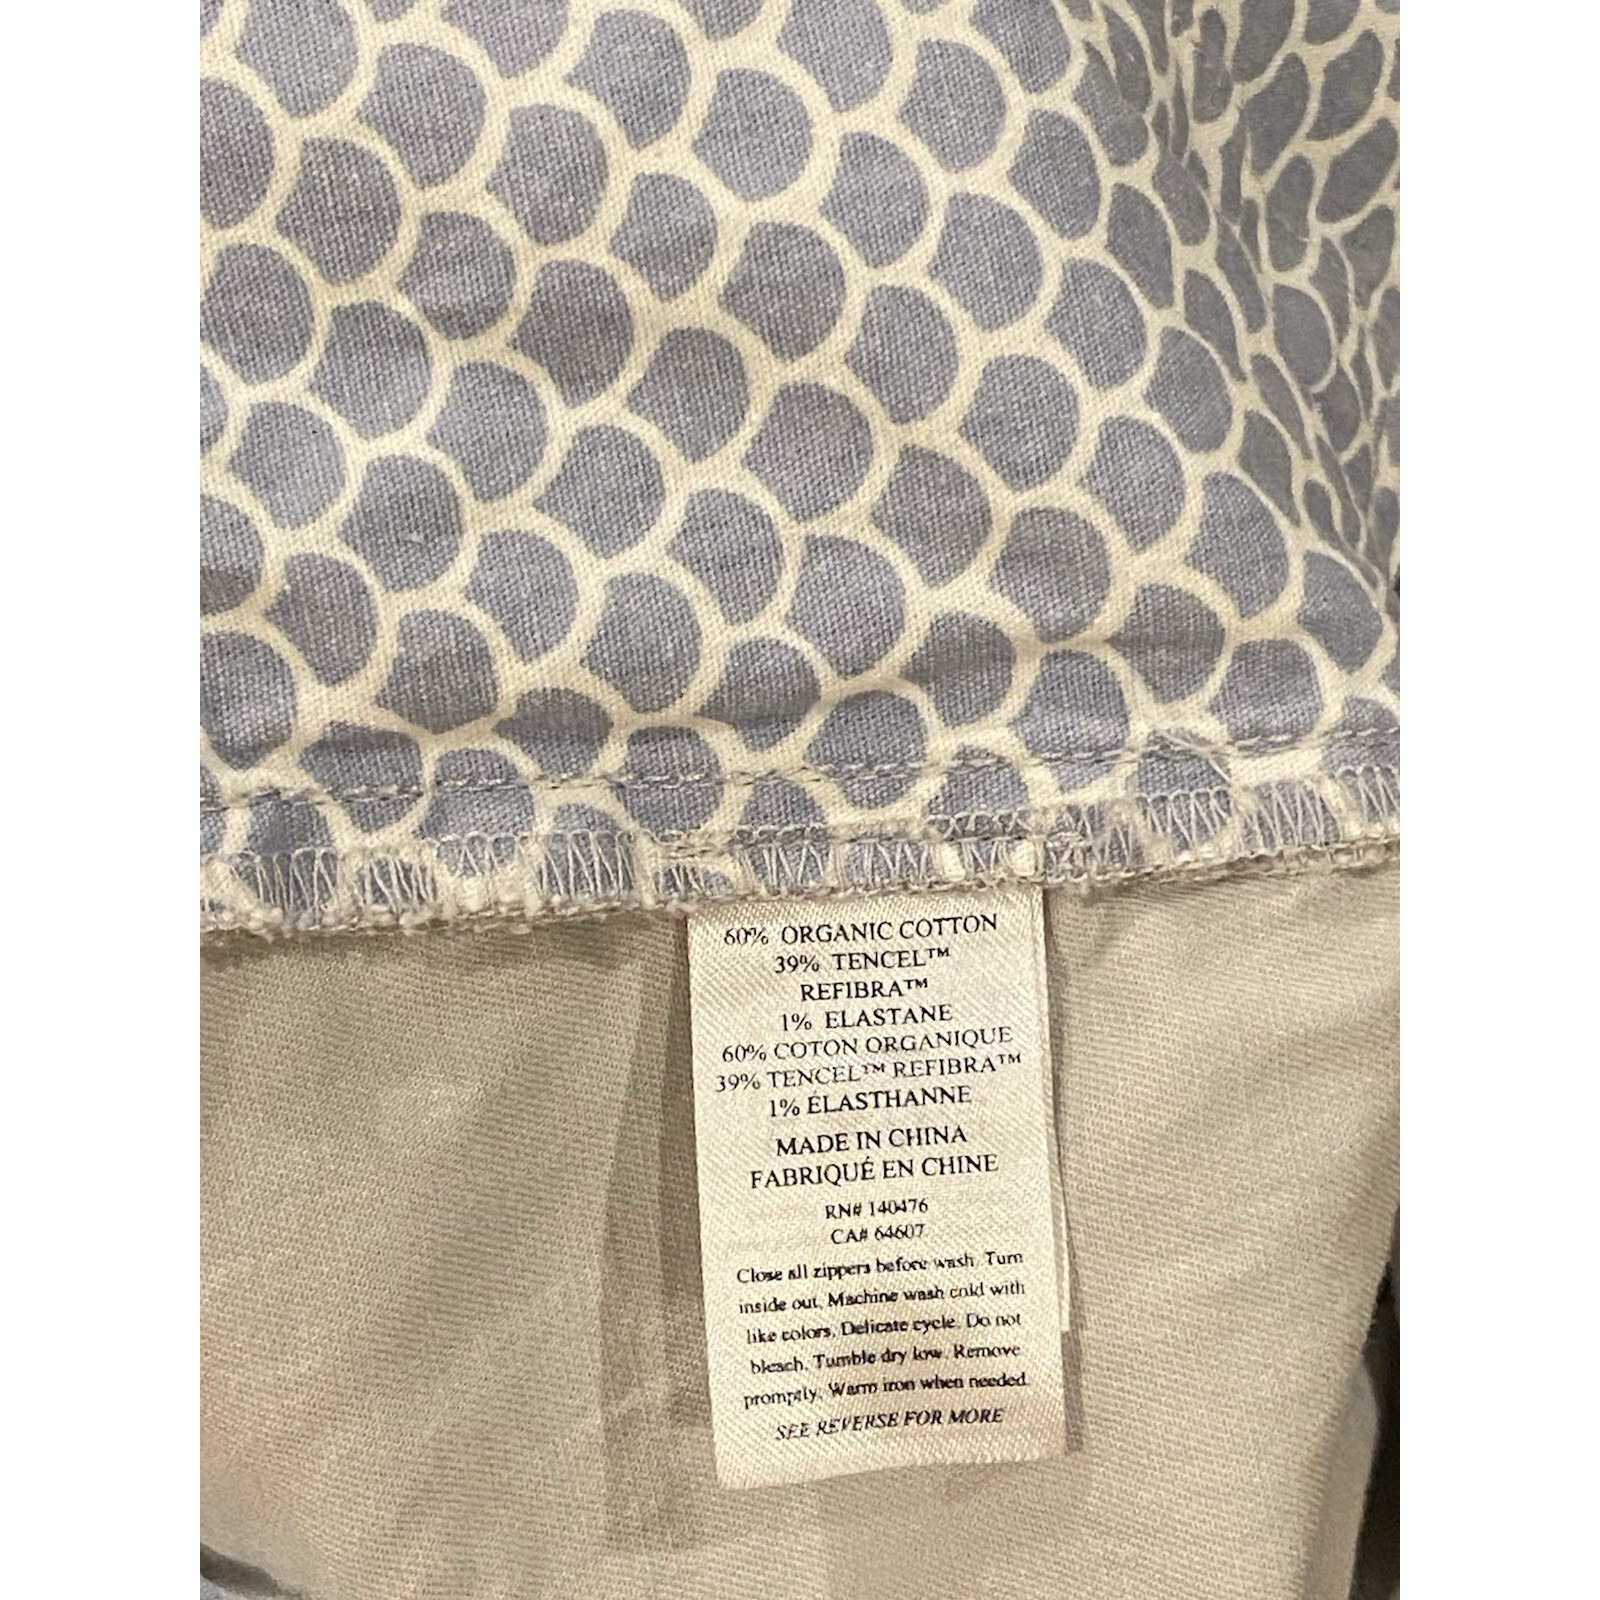 60% ORGANIC COTTON
39% TENCEL™
REFIBRA™
1% ELASTANE
60% COTON ORGANIQUE
39% TENCEL™ REFIBRA™
1% ÉLASTHANNE
MADE IN CHINA
FABRIQUÉ EN CHINE
RN# 140476
CA# 64607
Close all zippers before wash. Turn
inside out. Machine wash cold with
like colors. Delicate cycle. Do not
bleach. Tumble dry low. Remove
promptly. Warm iron when needed.
SEE REVERSE FOR MORE